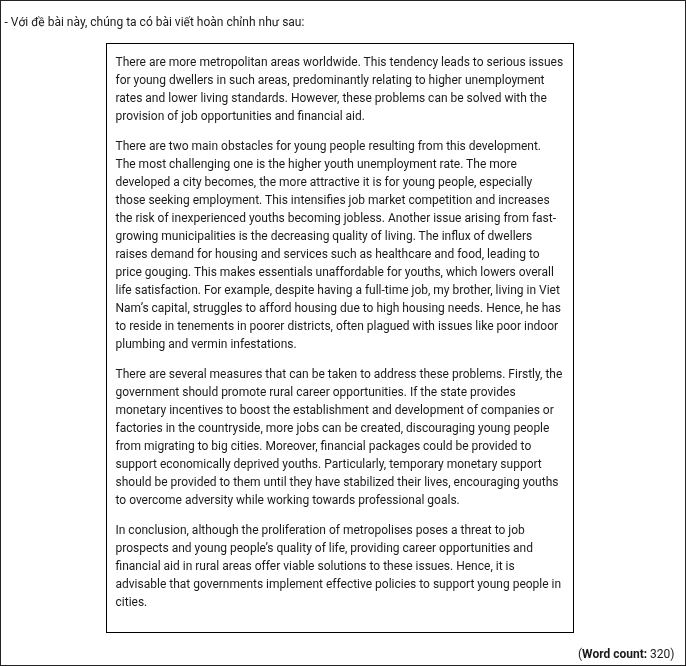 - Với đề bài này, chúng ta có bài viết hoàn chỉnh như sau:
There are more metropolitan areas worldwide. This tendency leads to serious issues
for young dwellers in such areas, predominantly relating to higher unemployment
rates and lower living standards. However, these problems can be solved with the
provision of job opportunities and financial aid.
There are two main obstacles for young people resulting from this development.
The most challenging one is the higher youth unemployment rate. The more
developed a city becomes, the more attractive it is for young people, especially
those seeking employment. This intensifies job market competition and increases
the risk of inexperienced youths becoming jobless. Another issue arising from fast-
growing municipalities is the decreasing quality of living. The influx of dwellers
raises demand for housing and services such as healthcare and food, leading to
price gouging. This makes essentials unaffordable for youths, which lowers overall
life satisfaction. For example, despite having a full-time job, my brother, living in Viet
Nam's capital, struggles to afford housing due to high housing needs. Hence, he has
to reside in tenements in poorer districts, often plagued with issues like poor indoor
plumbing and vermin infestations.
There are several measures that can be taken to address these problems. Firstly, the
government should promote rural career opportunities. If the state provides
monetary incentives to boost the establishment and development of companies or
factories in the countryside, more jobs can be created, discouraging young people
from migrating to big cities. Moreover, financial packages could be provided to
support economically deprived youths. Particularly, temporary monetary support
should be provided to them until they have stabilized their lives, encouraging youths
to overcome adversity while working towards professional goals.
In conclusion, although the proliferation of metropolises poses a threat to job
prospects and young people's quality of life, providing career opportunities and
financial aid in rural areas offer viable solutions to these issues. Hence, it is
advisable that governments implement effective policies to support young people in
cities.
(Word count: 320)